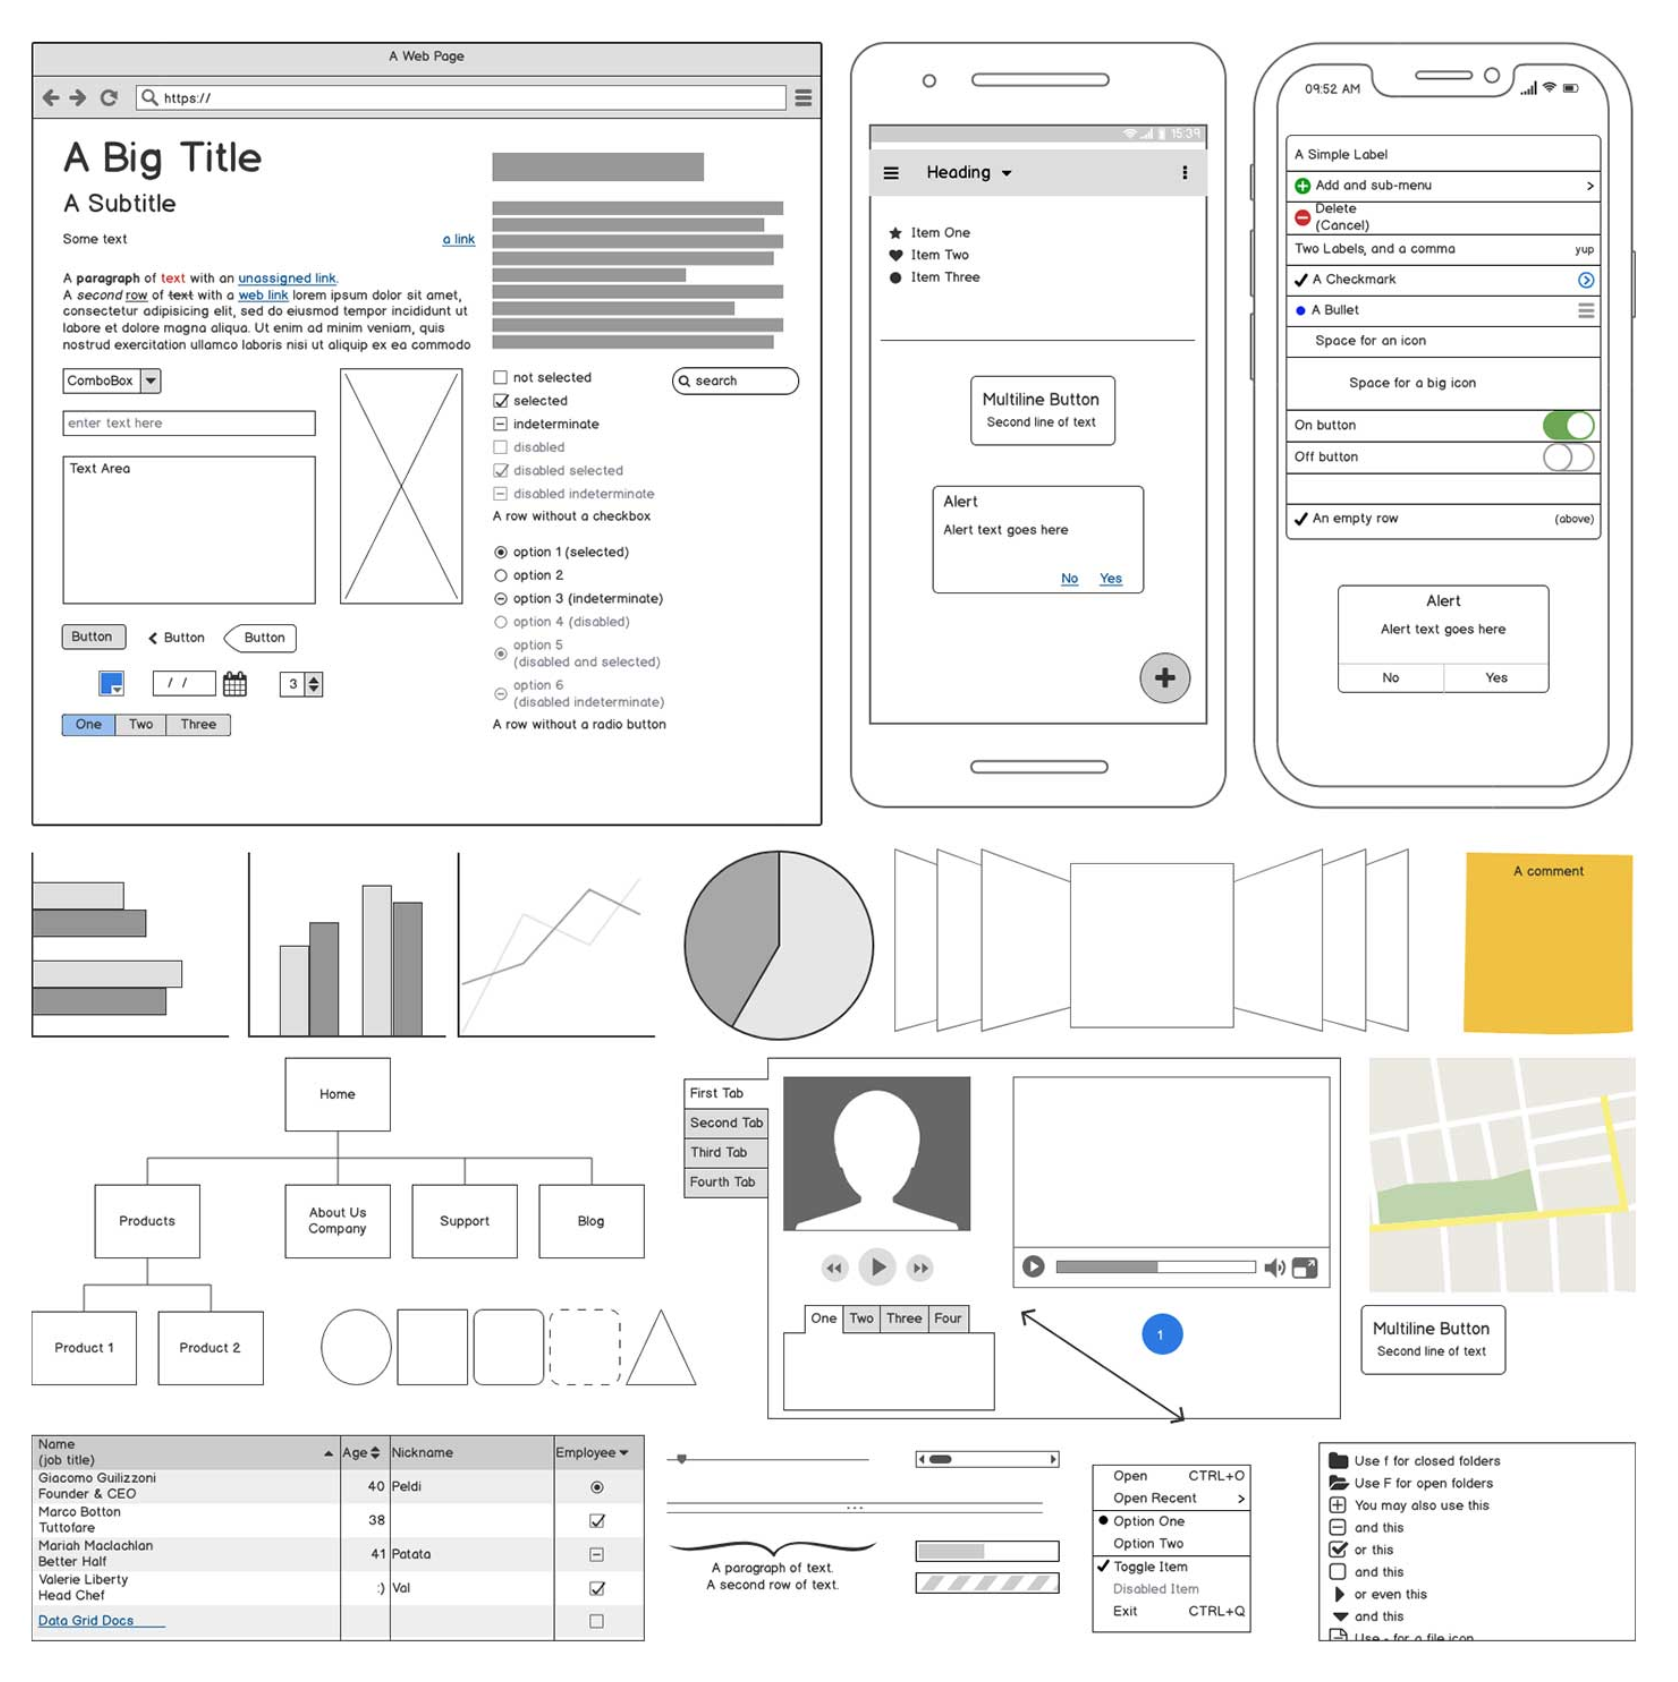 A Web Page
https://
A Big Title
A Subtitle
Some text
a link
A paragraph of text with an unassigned link.
A second row of text with a web link lorem ipsum dolor sit amet,
consectetur adipisicing elit, sed do eiusmod tempor incididunt ut
labore et dolore magna aliqua. Ut enim ad minim veniam, quis
nostrud exercitation ullamco laboris nisi ut aliquip ex ea commodo
ComboBox
enter text here
Text Area
Button
Button
Button
/ /
3
One Two Three
not selected
selected
indeterminate
disabled
disabled selected
disabled indeterminate
A row without a checkbox
search
option 1 (selected)
option 2
option 3 (indeterminate)
option 4 (disabled)
option 5
(disabled and selected)
option 6
(disabled indeterminate)
A row without a radio button
15:39
Heading
Item One
Item Two
Item Three
Multiline Button
Second line of text
Alert
Alert text goes here
No Yes
09:52 AM
A Simple Label
Add and sub-menu
Delete
(Cancel)
Two Labels, and a comma yup
A Checkmark
A Bullet
Space for an icon
Space for a big icon
On button
Off button
An empty row (above)
Alert
Alert text goes here
No Yes
A comment
Home
Products
About Us
Company
Support
Blog
Product 1
Product 2
First Tab
Second Tab
Third Tab
Fourth Tab
One Two Three Four
1
Multiline Button
Second line of text
Name
(job title)
Age
Nickname
Employee
Giacomo Guilizzoni
Founder & CEO
40 Peldi
Marco Botton
Tuttofare
38
Mariah Maclachlan
Better Half
41 Patata
Valerie Liberty
Head Chef
:) Val
Data Grid Docs
A paragraph of text.
A second row of text.
Open CTRL+O
Open Recent
Option One
Option Two
Toggle Item
Disabled Item
Exit CTRL+Q
Use f for closed folders
Use F for open folders
You may also use this
and this
or this
and this
or even this
and this
Use - for a file icon